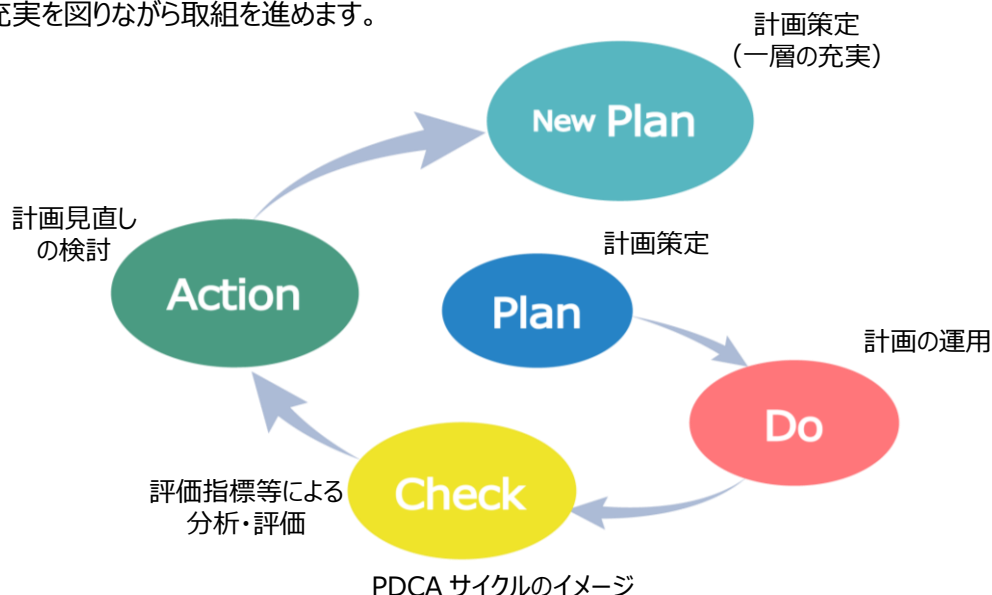 充実を図りながら取組を進めます。
計画策定
(一層の充実)
New Plan
計画見直し
の検討
Action
計画策定
Plan
計画の運用
Do
評価指標等による
分析・評価
Check
PDCA サイクルのイメージ